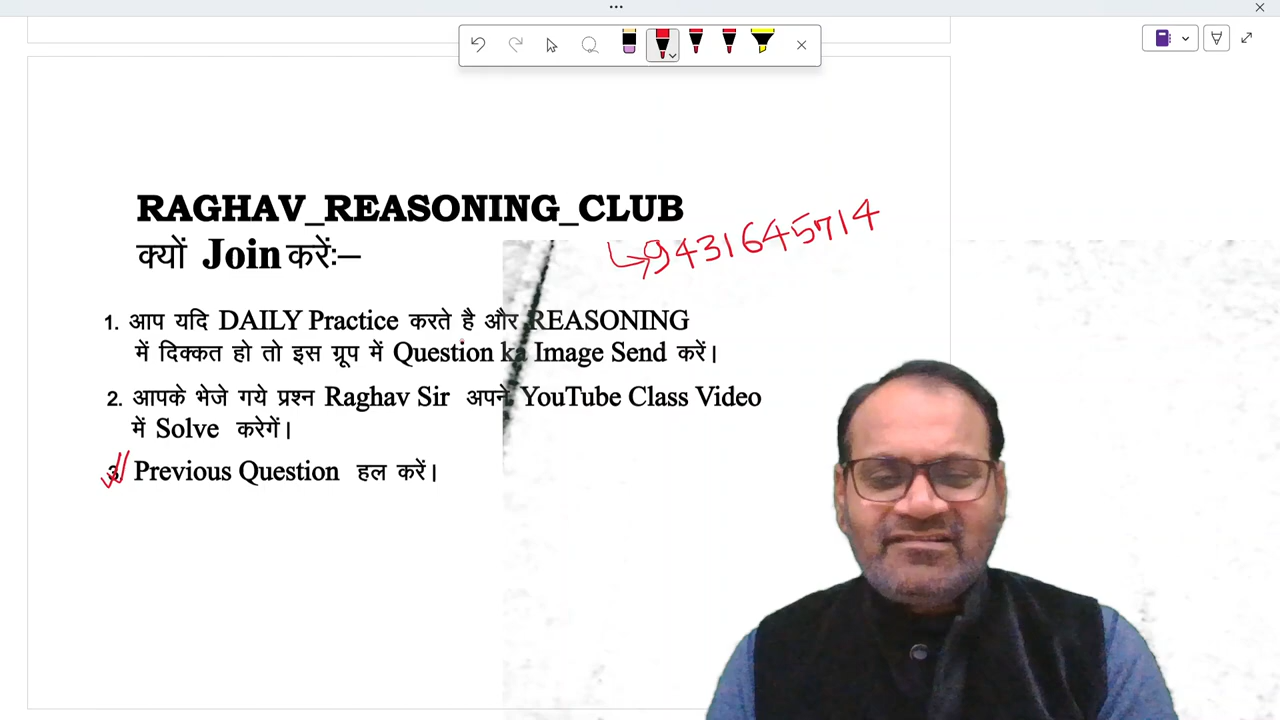 RAGHAV_REASONING_CLUB
क्यों Join करें:–
9431645714
1. आप यदि DAILY Practice करते है और REASONING
में दिक्कत हो तो इस ग्रूप में Question ka Image Send करें।
2. आपके भेजे गये प्रश्न Raghav Sir अपने YouTube Class Video
में Solve करेगें।
3. Previous Question हल करें।